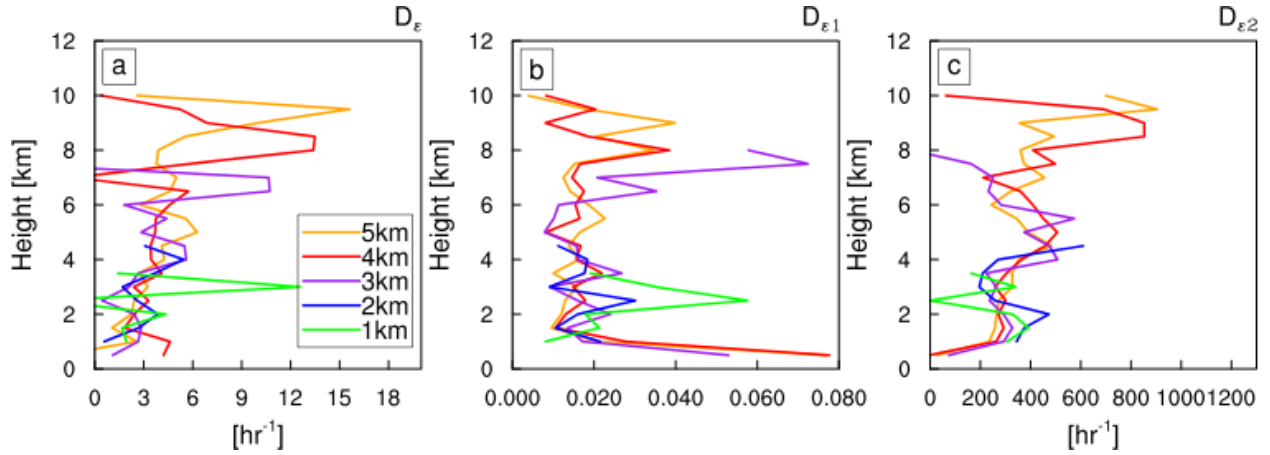 Dε
Dε1
Dε2
a
b
c
12
10
8
6
4
2
0
Height [km]
0 3 6 9 12 15 18
[hr⁻¹]
5km
4km
3km
2km
1km
12
10
8
6
4
2
0
Height [km]
0.000 0.020 0.040 0.060 0.080
12
10
8
6
4
2
0
Height [km]
0 200 400 600 800 1000 1200
[hr⁻¹]